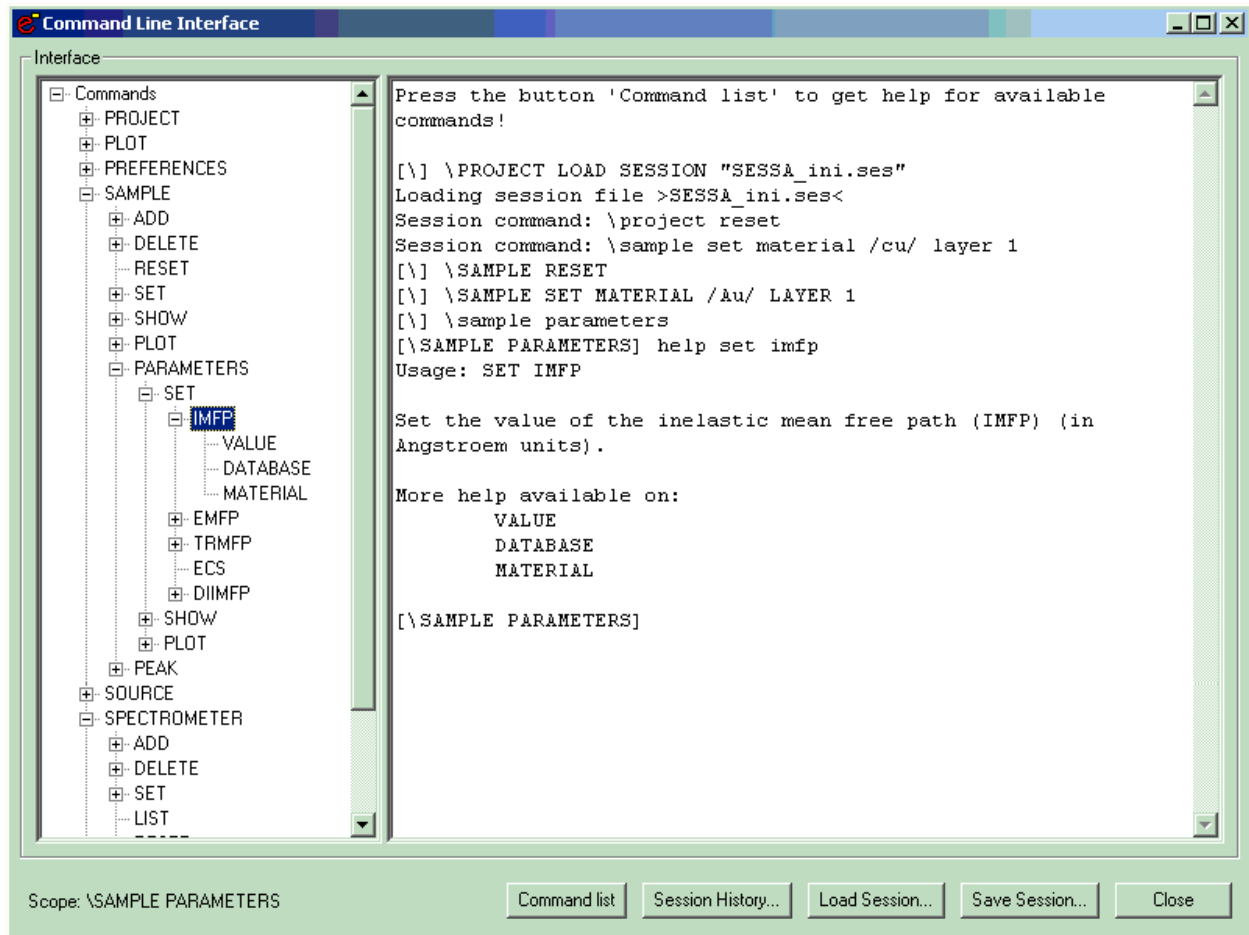 Command Line Interface
Interface
Commands
PROJECT
PLOT
PREFERENCES
SAMPLE
ADD
DELETE
RESET
SET
SHOW
PLOT
PARAMETERS
SET
IMFP
VALUE
DATABASE
MATERIAL
EMFP
TRMFP
ECS
DIIMFP
SHOW
PLOT
PEAK
SOURCE
SPECTROMETER
ADD
DELETE
SET
LIST
Press the button 'Command list' to get help for available
commands!
[\] \PROJECT LOAD SESSION "SESSA_ini.ses"
Loading session file >SESSA_ini.ses<
Session command: \project reset
Session command: \sample set material /cu/ layer 1
[\] \SAMPLE RESET
[\] \SAMPLE SET MATERIAL /Au/ LAYER 1
[\] \sample parameters
[\SAMPLE PARAMETERS] help set imfp
Usage: SET IMFP
Set the value of the inelastic mean free path (IMFP) (in
Angstroem units).
More help available on:
VALUE
DATABASE
MATERIAL
[\SAMPLE PARAMETERS]
Scope: \SAMPLE PARAMETERS
Command list
Session History...
Load Session...
Save Session...
Close